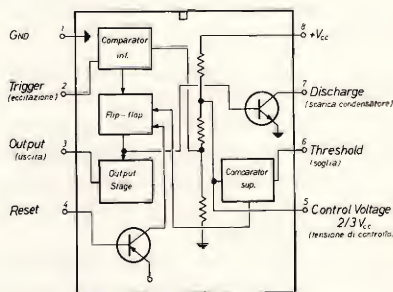 1
GND
Trigger
2
(eccitazione)
Output
3
(uscita)
Reset
4
Comparator
inf.
Flip-flop
Output
Stage
Comparator
sup.
8
+Vcc
7
Discharge
(scarica condensatore)
6
Threshold
(soglia)
5
Control Voltage
2/3 Vcc
(tensione di controllo)